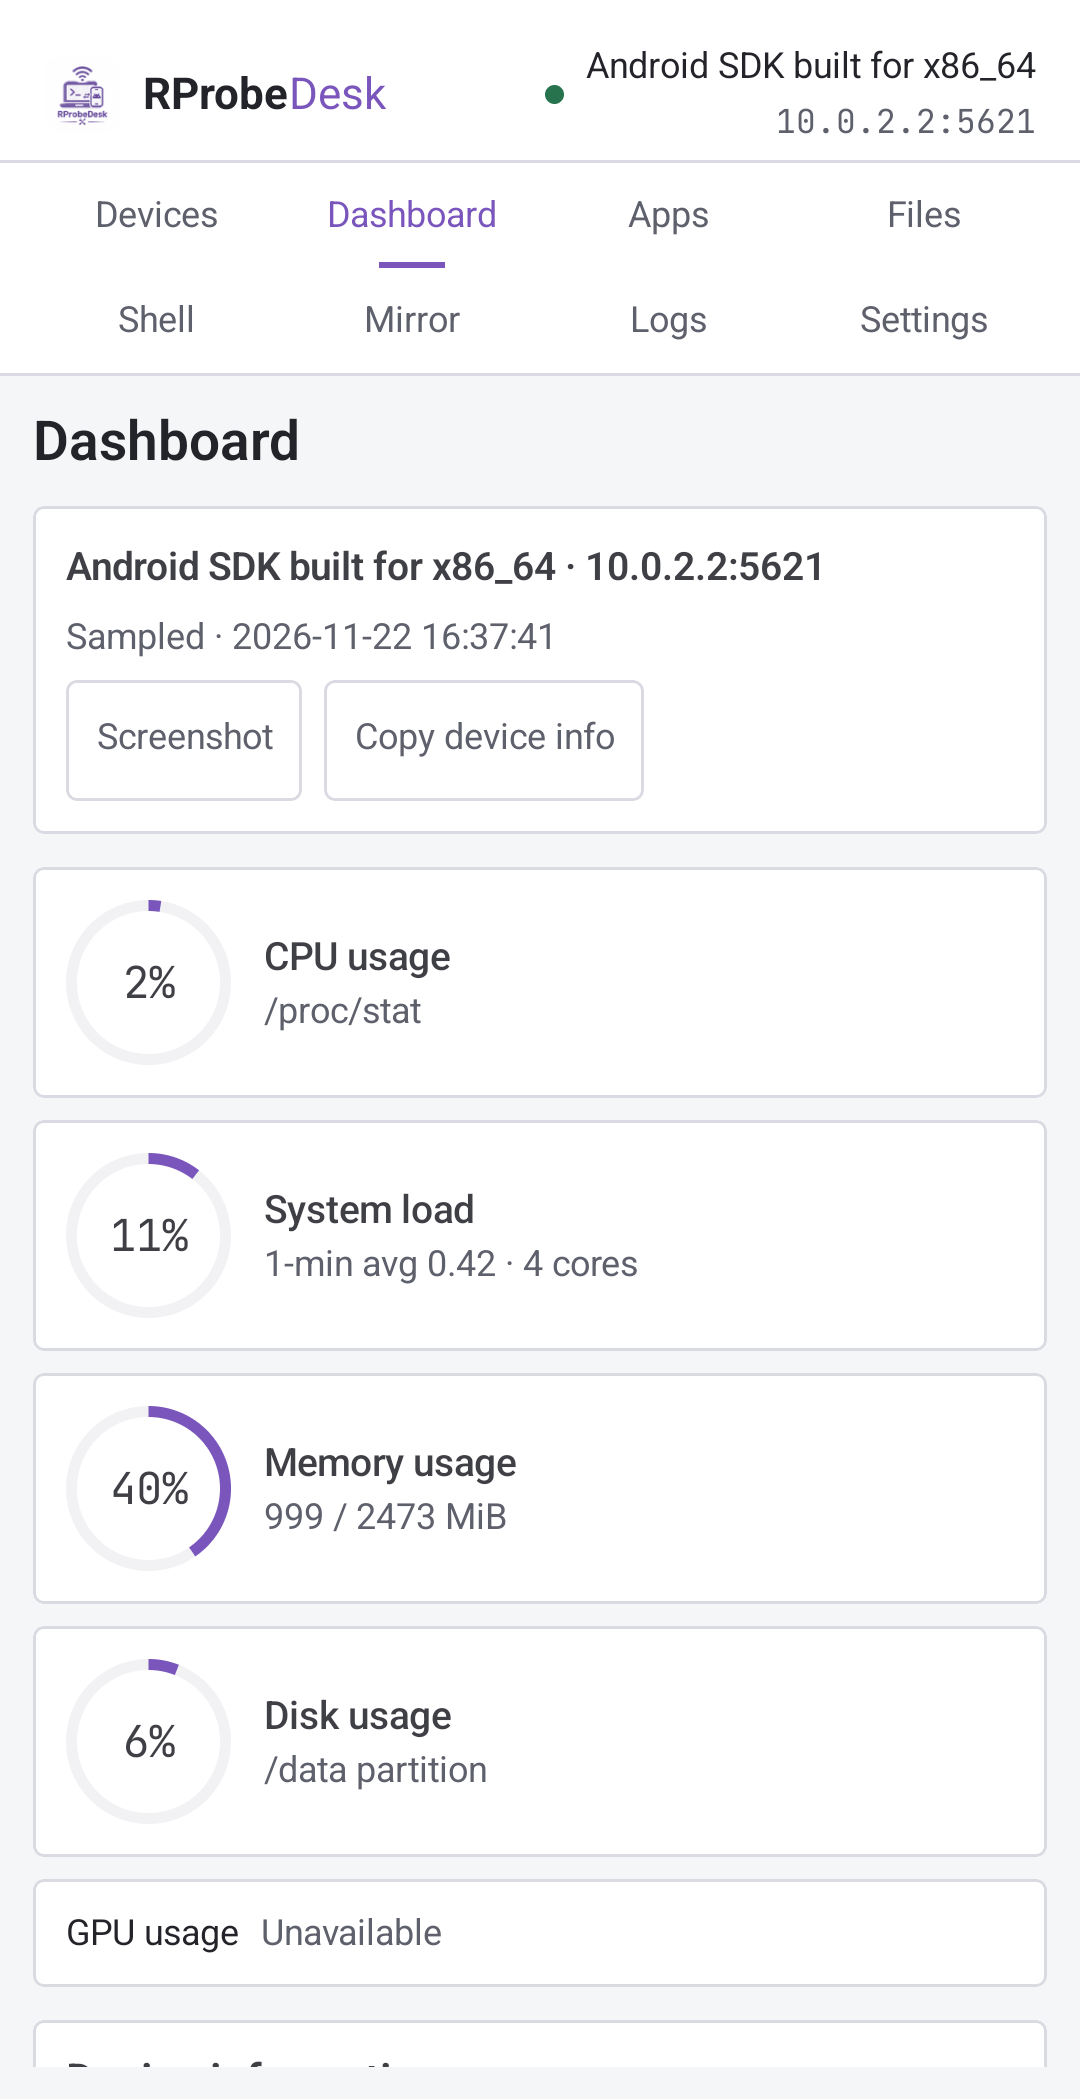 RProbeDesk
RProbeDesk
Android SDK built for x86_64
10.0.2.2:5621
Devices
Dashboard
Apps
Files
Shell
Mirror
Logs
Settings
Dashboard
Android SDK built for x86_64 · 10.0.2.2:5621
Sampled · 2026-11-22 16:37:41
Screenshot
Copy device info
2%
CPU usage
/proc/stat
11%
System load
1-min avg 0.42 · 4 cores
40%
Memory usage
999 / 2473 MiB
6%
Disk usage
/data partition
GPU usage Unavailable